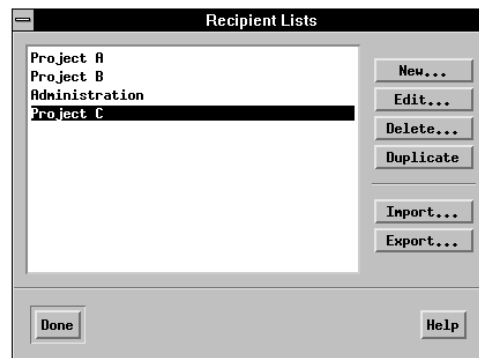 Recipient Lists
Project A
Project B
Administration
Project C
New...
Edit...
Delete...
Duplicate
Import...
Export...
Done
Help